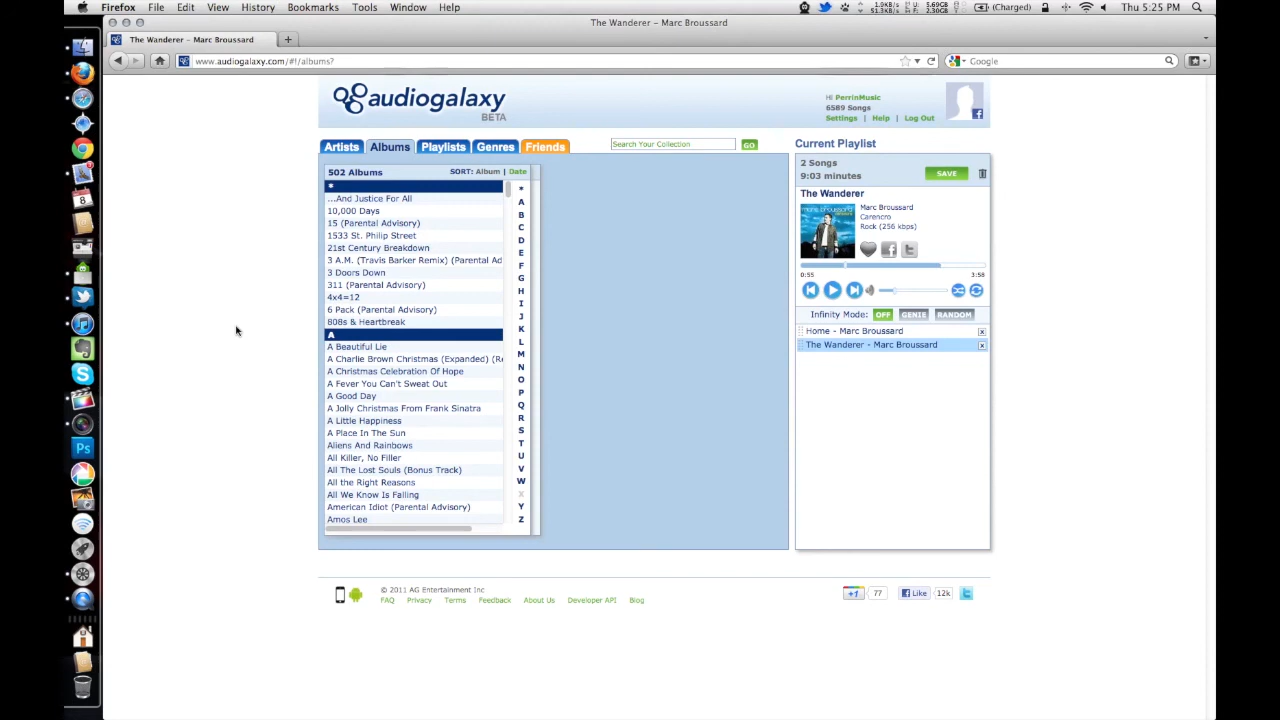 Firefox File Edit View History Bookmarks Tools Window Help
1.9KB/s U: 5.69GB
51.3KB/s F: 2.30GB
(Charged)
Thu 5:25 PM
The Wanderer – Marc Broussard
The Wanderer – Marc Broussard
www.audiogalaxy.com/#!/albums?
Google
audiogalaxy
BETA
Hi PerrinMusic
6589 Songs
Settings | Help | Log Out
Artists Albums Playlists Genres Friends
Search Your Collection GO
502 Albums SORT: Album | Date
*
...And Justice For All
10,000 Days
15 (Parental Advisory)
1533 St. Philip Street
21st Century Breakdown
3 A.M. (Travis Barker Remix) (Parental Ad
3 Doors Down
311 (Parental Advisory)
4x4=12
6 Pack (Parental Advisory)
808s & Heartbreak
A
A Beautiful Lie
A Charlie Brown Christmas (Expanded) (Re
A Christmas Celebration Of Hope
A Fever You Can't Sweat Out
A Good Day
A Jolly Christmas From Frank Sinatra
A Little Happiness
A Place In The Sun
Aliens And Rainbows
All Killer, No Filler
All The Lost Souls (Bonus Track)
All the Right Reasons
All We Know Is Falling
American Idiot (Parental Advisory)
Amos Lee
*
A
B
C
D
E
F
G
H
I
J
K
L
M
N
O
P
Q
R
S
T
U
V
W
X
Y
Z
Current Playlist
2 Songs
9:03 minutes
SAVE
The Wanderer
Marc Broussard
Carencro
Rock (256 kbps)
0:55 3:58
Infinity Mode: OFF GENIE RANDOM
Home - Marc Broussard
The Wanderer - Marc Broussard
© 2011 AG Entertainment Inc
FAQ Privacy Terms Feedback About Us Developer API Blog
+1 77 Like 12k